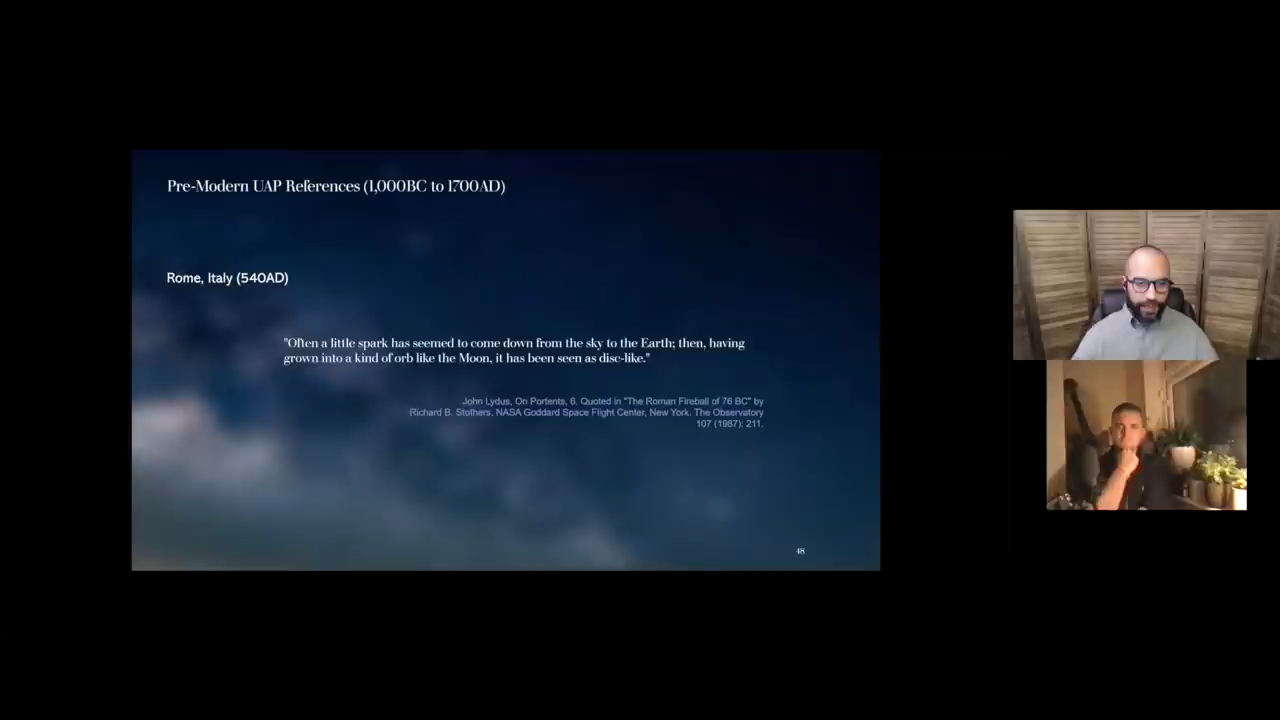 Pre-Modern UAP References (1,000BC to 1700AD)
Rome, Italy (540AD)
"Often a little spark has seemed to come down from the sky to the Earth; then, having
grown into a kind of orb like the Moon, it has been seen as disc-like."
John Lydus, On Portents, 6. Quoted in "The Roman Fireball of 76 BC" by
Richard B. Stothers, NASA Goddard Space Flight Center, New York. The Observatory
107 (1987): 211.
48